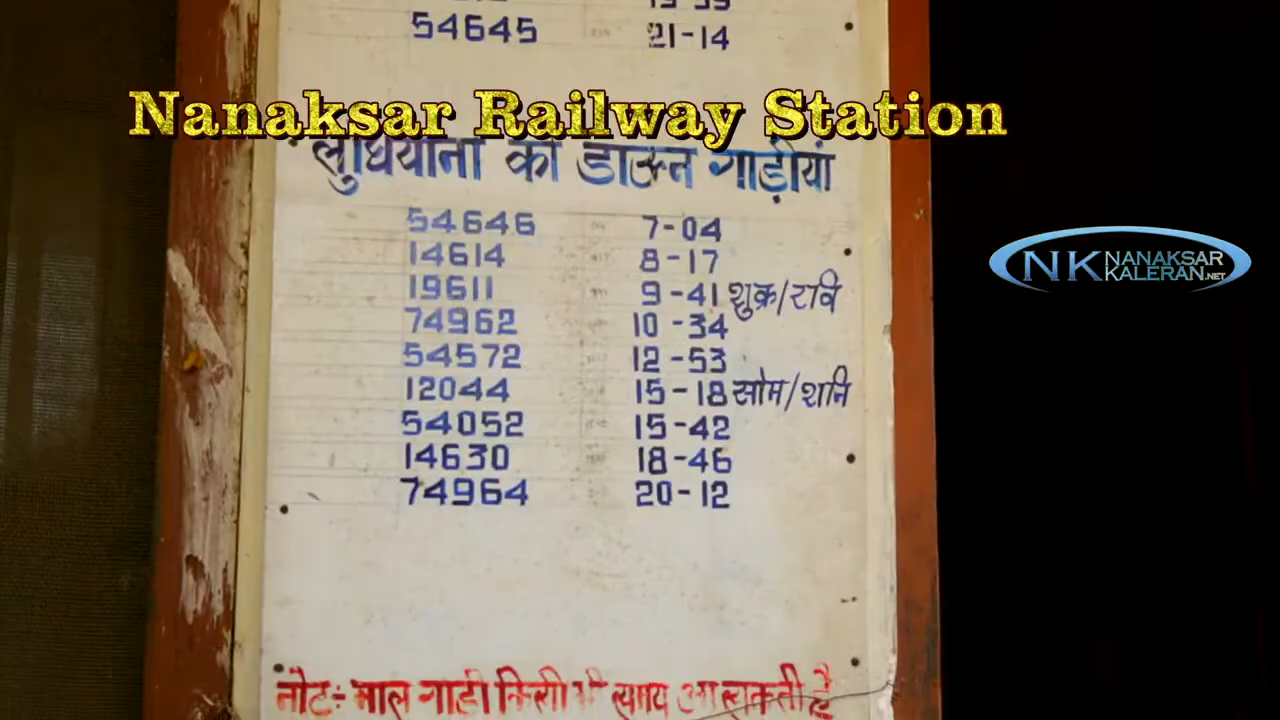 54645 21-14
Nanaksar Railway Station
लुधियाना की डाऊन गाड़ीयां
54646 7-04
14614 8-17
19611 9-41 शुक्र/रवि
74962 10-34
54572 12-53
12044 15-18 सोम/शनि
54052 15-42
14630 18-46
74964 20-12
NK NANAKSAR
KALERAN.NET
नोट:- माल गाडी किसी भी समय आ सकती है